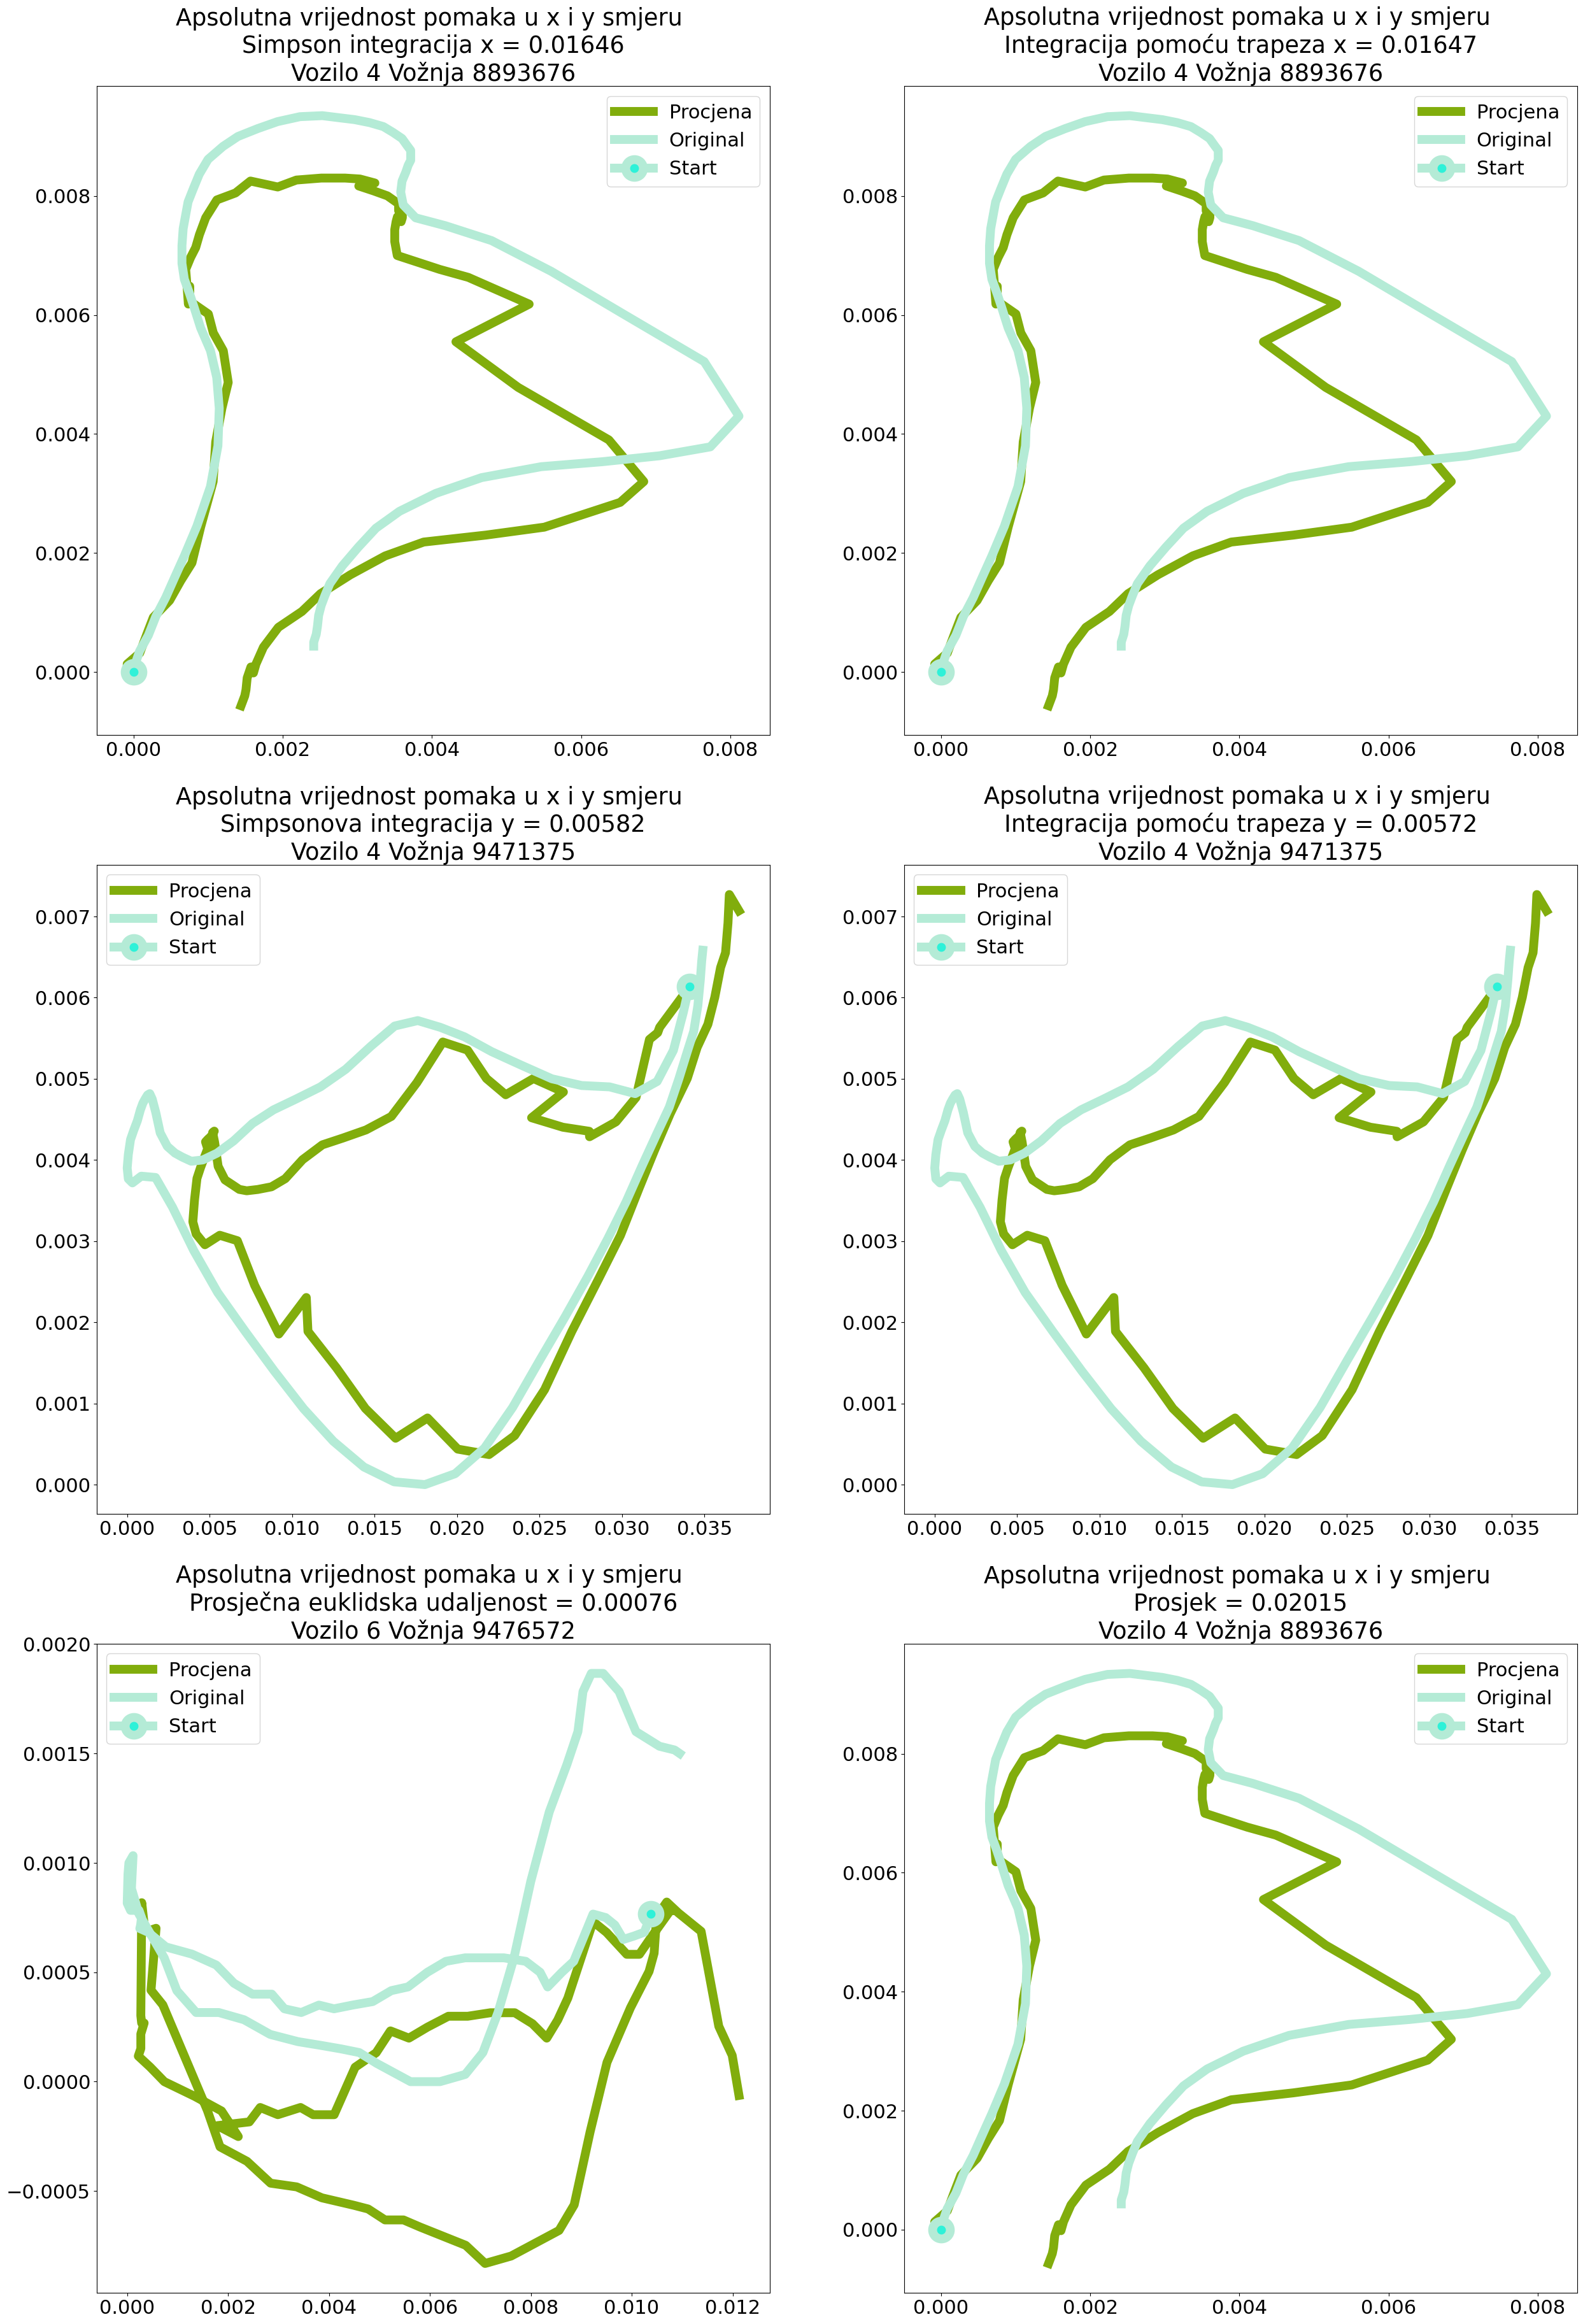 Apsolutna vrijednost pomaka u x i y smjeru
Simpson integracija x = 0.01646
Vozilo 4 Vožnja 8893676
Procjena
Original
Start
0.008
0.006
0.004
0.002
0.000
0.000 0.002 0.004 0.006 0.008
Apsolutna vrijednost pomaka u x i y smjeru
Integracija pomoću trapeza x = 0.01647
Vozilo 4 Vožnja 8893676
Procjena
Original
Start
0.008
0.006
0.004
0.002
0.000
0.000 0.002 0.004 0.006 0.008
Apsolutna vrijednost pomaka u x i y smjeru
Simpsonova integracija y = 0.00582
Vozilo 4 Vožnja 9471375
Procjena
Original
Start
0.007
0.006
0.005
0.004
0.003
0.002
0.001
0.000
0.000 0.005 0.010 0.015 0.020 0.025 0.030 0.035
Apsolutna vrijednost pomaka u x i y smjeru
Integracija pomoću trapeza y = 0.00572
Vozilo 4 Vožnja 9471375
Procjena
Original
Start
0.007
0.006
0.005
0.004
0.003
0.002
0.001
0.000
0.000 0.005 0.010 0.015 0.020 0.025 0.030 0.035
Apsolutna vrijednost pomaka u x i y smjeru
Prosječna euklidska udaljenost = 0.00076
Vozilo 6 Vožnja 9476572
Procjena
Original
Start
0.0020
0.0015
0.0010
0.0005
0.0000
−0.0005
0.000 0.002 0.004 0.006 0.008 0.010 0.012
Apsolutna vrijednost pomaka u x i y smjeru
Prosjek = 0.02015
Vozilo 4 Vožnja 8893676
Procjena
Original
Start
0.008
0.006
0.004
0.002
0.000
0.000 0.002 0.004 0.006 0.008